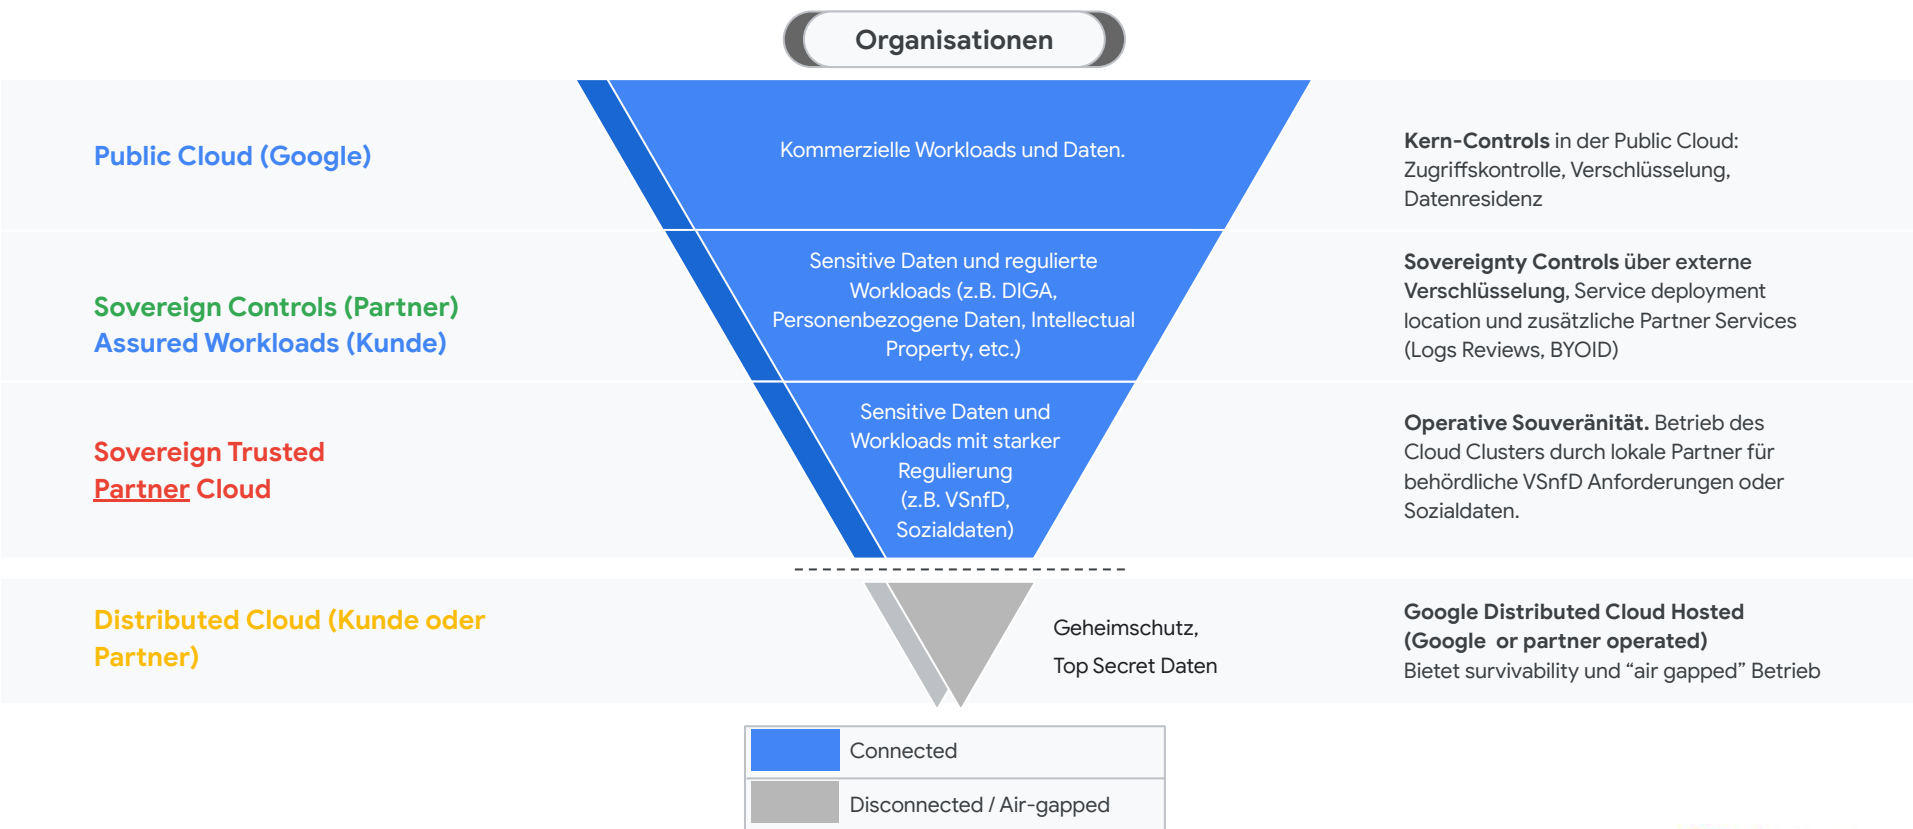 Organisationen
Public Cloud (Google)
Kommerzielle Workloads und Daten.
Kern-Controls in der Public Cloud:
Zugriffskontrolle, Verschlüsselung,
Datenresidenz
Sovereign Controls (Partner)
Assured Workloads (Kunde)
Sensitive Daten und regulierte
Workloads (z.B. DIGA,
Personenbezogene Daten, Intellectual
Property, etc.)
Sovereignty Controls über externe
Verschlüsselung, Service deployment
location und zusätzliche Partner Services
(Logs Reviews, BYOID)
Sovereign Trusted
Partner Cloud
Sensitive Daten und
Workloads mit starker
Regulierung
(z.B. VSnfD,
Sozialdaten)
Operative Souveränität. Betrieb des
Cloud Clusters durch lokale Partner für
behördliche VSnfD Anforderungen oder
Sozialdaten.
Distributed Cloud (Kunde oder
Partner)
Geheimschutz,
Top Secret Daten
Google Distributed Cloud Hosted
(Google or partner operated)
Bietet survivability und “air gapped” Betrieb
Connected
Disconnected / Air-gapped